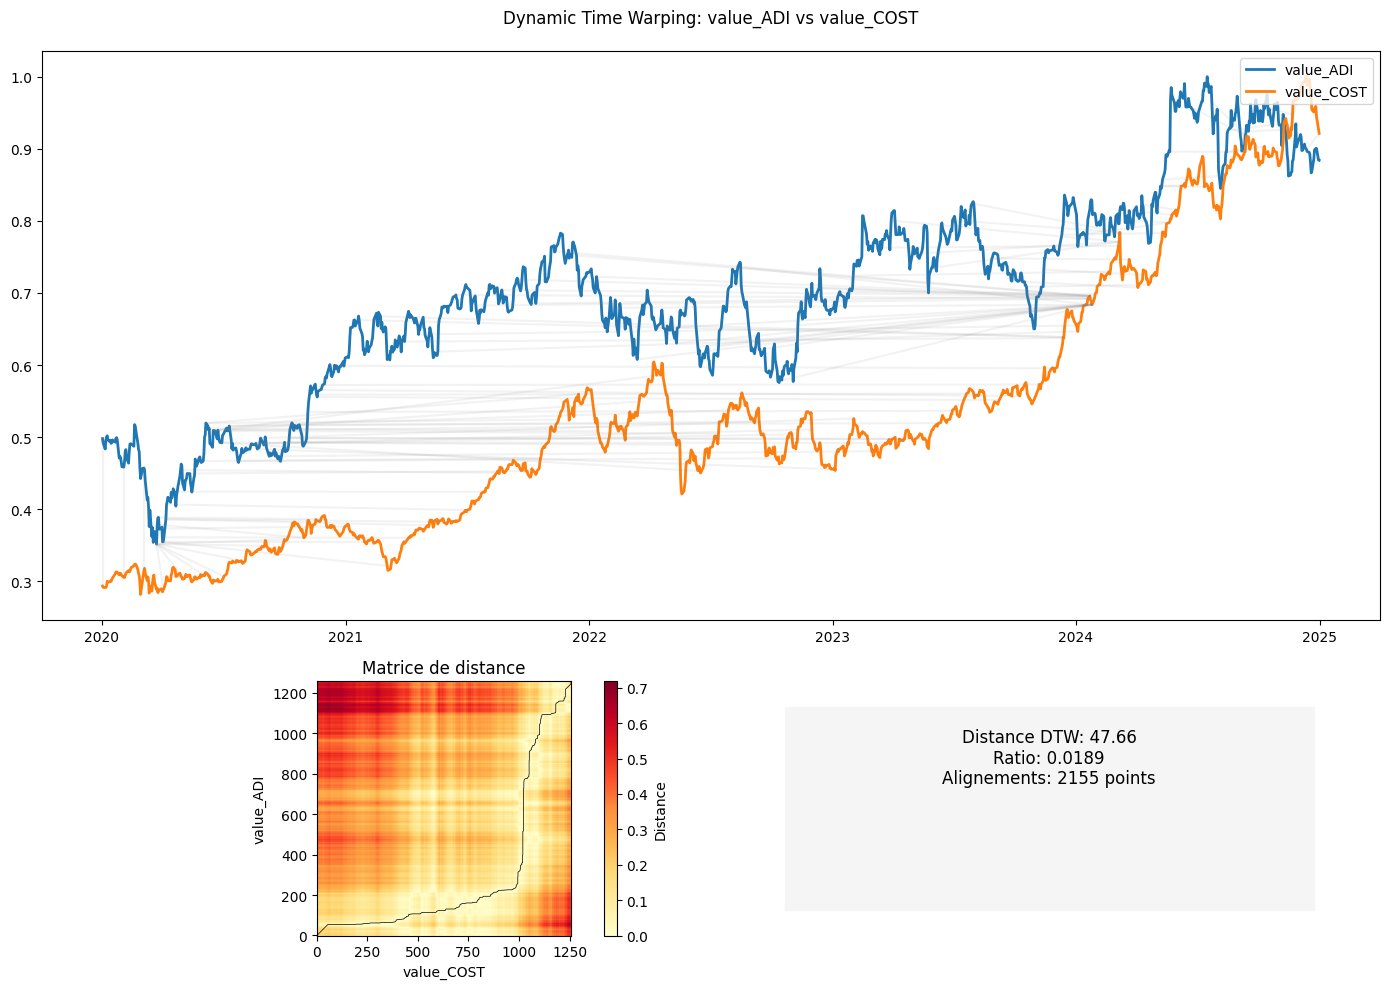 Dynamic Time Warping: value_ADI vs value_COST
value_ADI
value_COST
1.0
0.9
0.8
0.7
0.6
0.5
0.4
0.3
2020 2021 2022 2023 2024 2025
Matrice de distance
value_ADI
1200
1000
800
600
400
200
0
0 250 500 750 1000 1250
value_COST
0.7
0.6
0.5
0.4
0.3
0.2
0.1
0.0
Distance
Distance DTW: 47.66
Ratio: 0.0189
Alignements: 2155 points